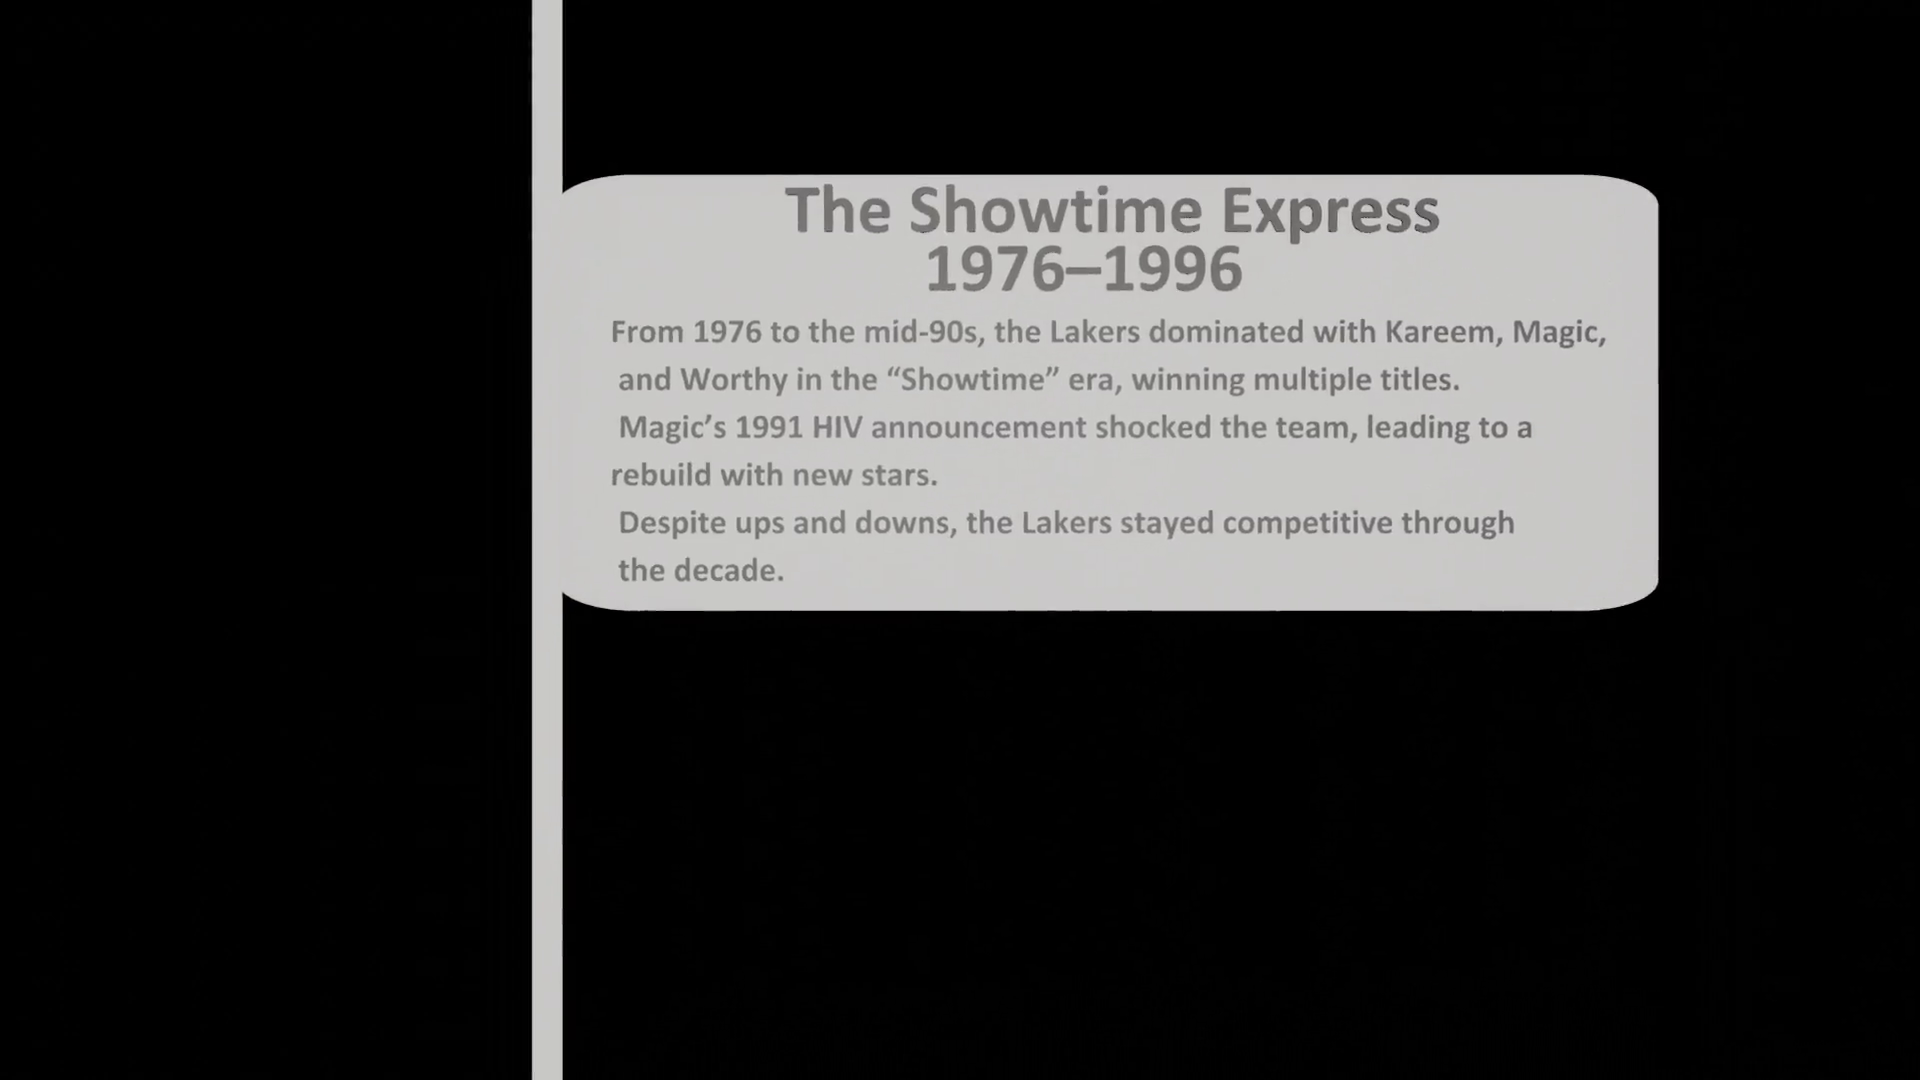 The Showtime Express
1976–1996
From 1976 to the mid-90s, the Lakers dominated with Kareem, Magic,
and Worthy in the “Showtime” era, winning multiple titles.
Magic’s 1991 HIV announcement shocked the team, leading to a
rebuild with new stars.
Despite ups and downs, the Lakers stayed competitive through
the decade.